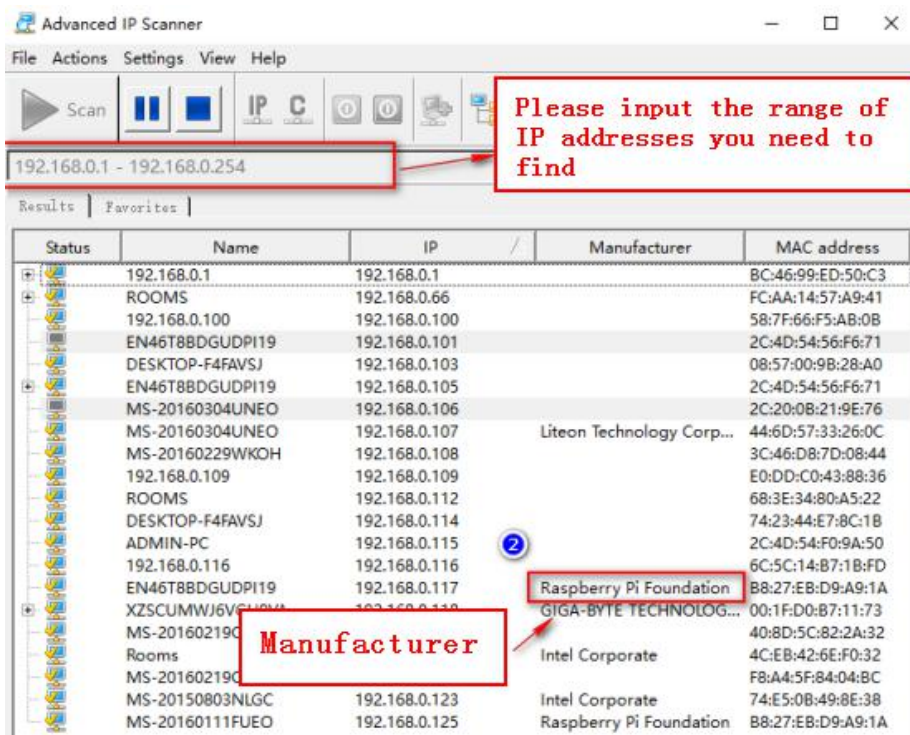 Advanced IP Scanner
File Actions Settings View Help
Scan IP C
Please input the range of
IP addresses you need to
find
192.168.0.1 - 192.168.0.254
Results Favorites
Status Name IP / Manufacturer MAC address
192.168.0.1 192.168.0.1 BC:46:99:ED:50:C3
ROOMS 192.168.0.66 FC:AA:14:57:A9:41
192.168.0.100 192.168.0.100 58:7F:66:F5:AB:0B
EN46T8BDGUDPI19 192.168.0.101 2C:4D:54:56:F6:71
DESKTOP-F4FAVSJ 192.168.0.103 08:57:00:9B:28:A0
EN46T8BDGUDPI19 192.168.0.105 2C:4D:54:56:F6:71
MS-20160304UNEO 192.168.0.106 2C:20:0B:21:9E:76
MS-20160304UNEO 192.168.0.107 Liteon Technology Corp... 44:6D:57:33:26:0C
MS-20160229WKOH 192.168.0.108 3C:46:D8:7D:08:44
192.168.0.109 192.168.0.109 E0:DD:C0:43:88:36
ROOMS 192.168.0.112 68:3E:34:80:A5:22
DESKTOP-F4FAVSJ 192.168.0.114 74:23:44:E7:8C:1B
ADMIN-PC 192.168.0.115 2 2C:4D:54:F0:9A:50
192.168.0.116 192.168.0.116 6C:5C:14:B7:1B:FD
EN46T8BDGUDPI19 192.168.0.117 Raspberry Pi Foundation B8:27:EB:D9:A9:1A
GIGA-BYTE TECHNOLOG... 00:1F:D0:B7:11:73
40:8D:5C:82:2A:32
Manufacturer
Rooms Intel Corporate 4C:EB:42:6E:F0:32
F8:A4:5F:84:04:BC
MS-20150803NLGC 192.168.0.123 Intel Corporate 74:E5:0B:49:8E:38
MS-20160111FUEO 192.168.0.125 Raspberry Pi Foundation B8:27:EB:D9:A9:1A